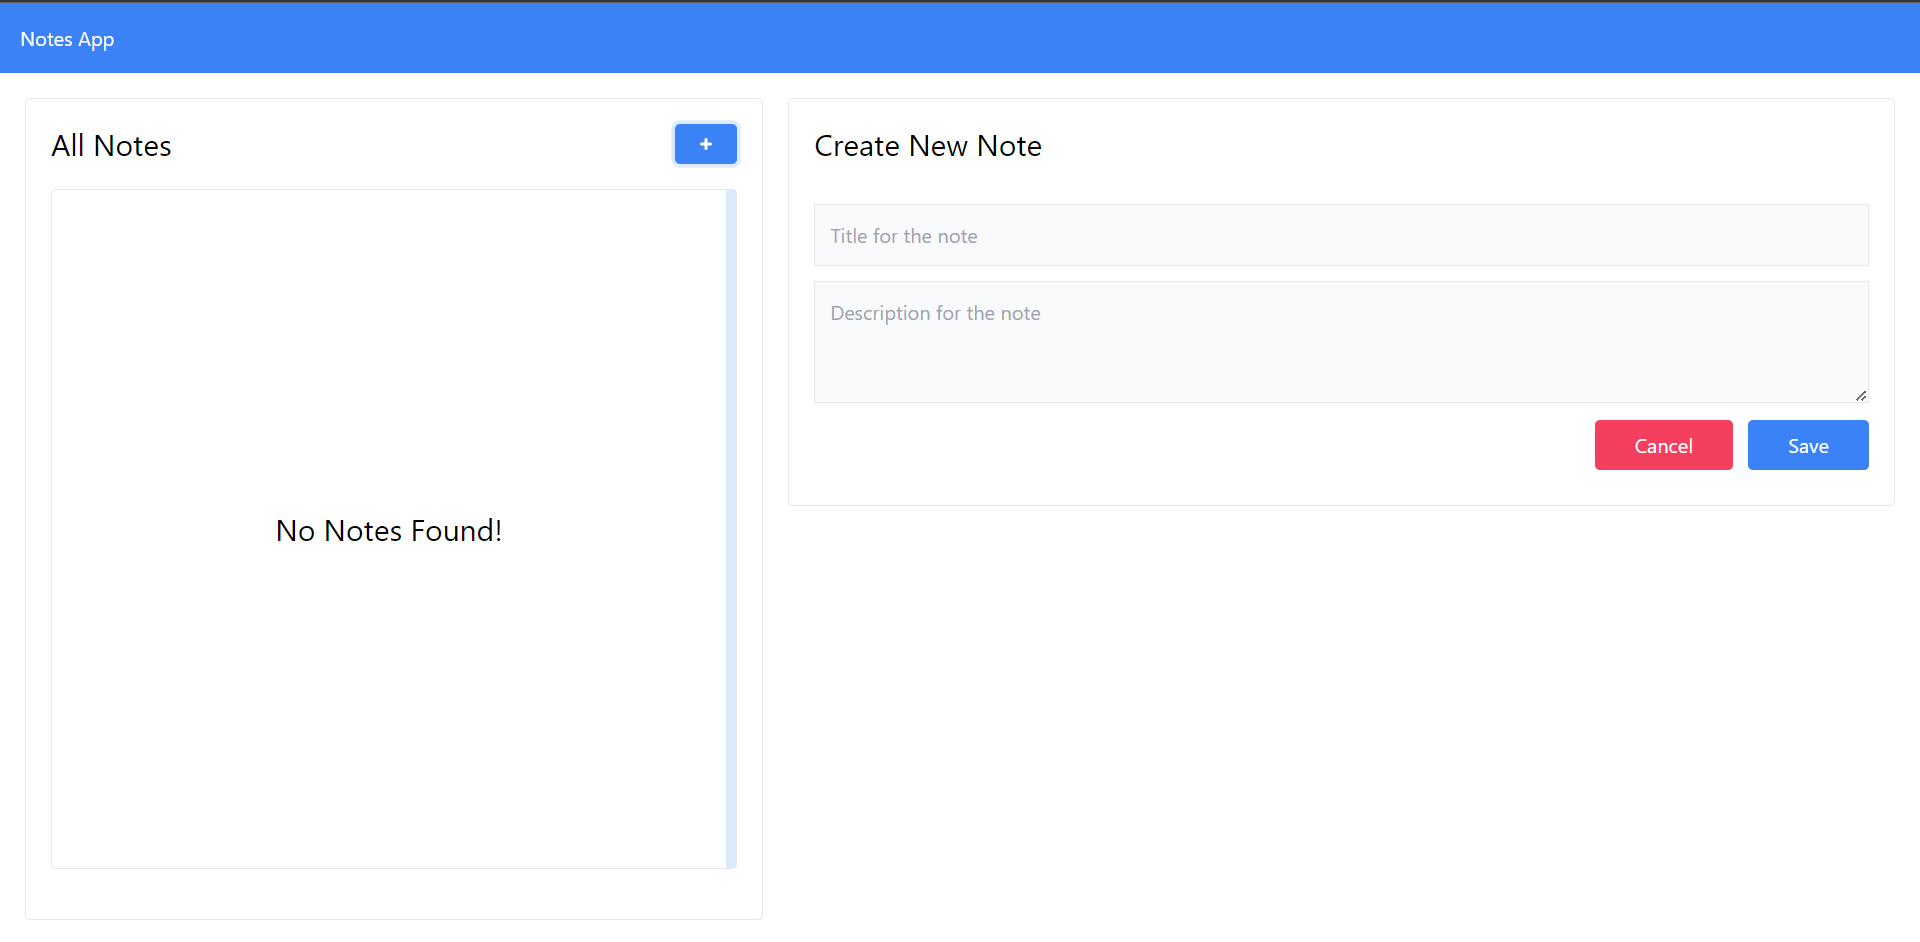 Notes App
All Notes
+
No Notes Found!
Create New Note
Title for the note
Description for the note
Cancel
Save